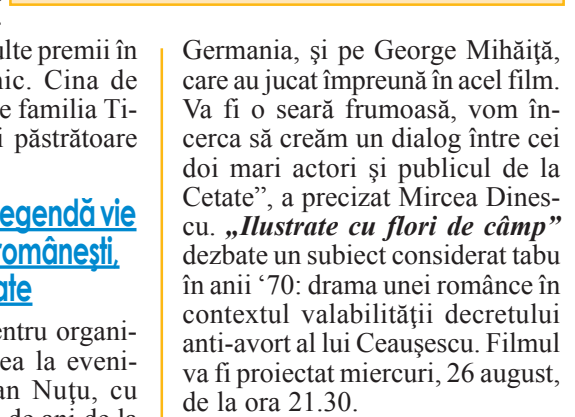 ulte premii în
nic. Cina de
e familia Ti-
i păstrătoare
egendă vie
românești,
ate
entru organi-
ea la eveni-
an Nuțu, cu
de ani de la
Germania, și pe George Mihăiță,
care au jucat împreună în acel film.
Va fi o seară frumoasă, vom în-
cerca să creăm un dialog între cei
doi mari actori și publicul de la
Cetate”, a precizat Mircea Dines-
cu. „Ilustrate cu flori de câmp”
dezbate un subiect considerat tabu
în anii ‘70: drama unei românce în
contextul valabilității decretului
anti-avort al lui Ceaușescu. Filmul
va fi proiectat miercuri, 26 august,
de la ora 21.30.